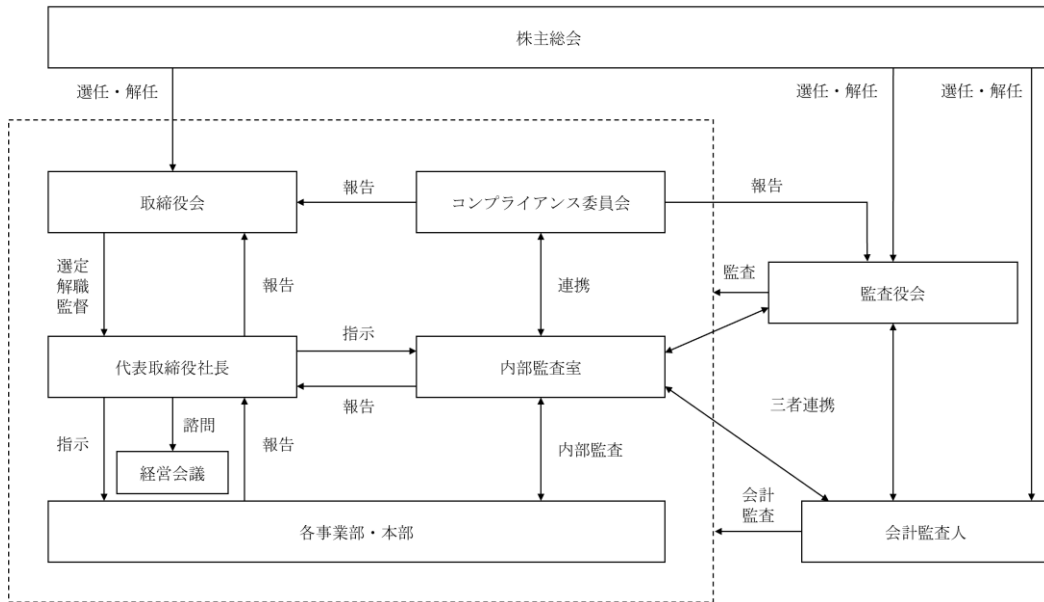 株主総会
選任・解任
選任・解任
選任・解任
取締役会
報告
コンプライアンス委員会
報告
選定
解職
監督
報告
連携
監査
監査役会
代表取締役社長
指示
報告
内部監査室
三者連携
指示
諮問
報告
経営会議
内部監査
各事業部・本部
会計
監査
会計監査人